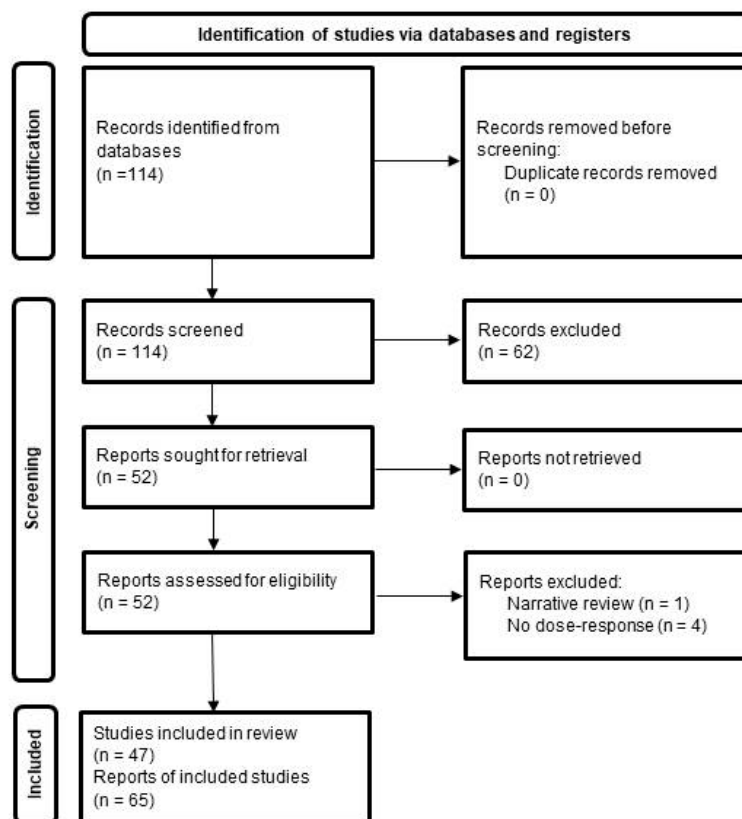 Identification of studies via databases and registers
Identification
Records identified from
databases
(n =114)
Records removed before
screening:
Duplicate records removed
(n = 0)
Screening
Records screened
(n = 114)
Records excluded
(n = 62)
Reports sought for retrieval
(n = 52)
Reports not retrieved
(n = 0)
Reports assessed for eligibility
(n = 52)
Reports excluded:
Narrative review (n = 1)
No dose-response (n = 4)
Included
Studies included in review
(n = 47)
Reports of included studies
(n = 65)